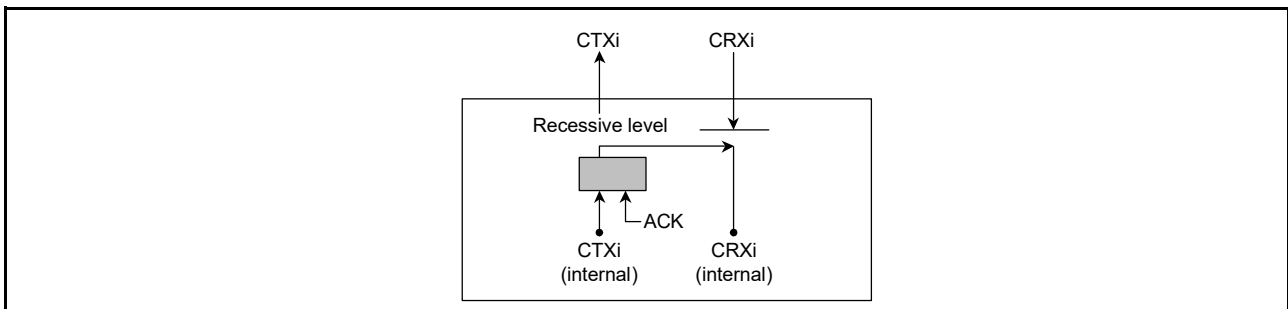 CTXi CRXi
Recessive level
ACK
CTXi CRXi
(internal) (internal)